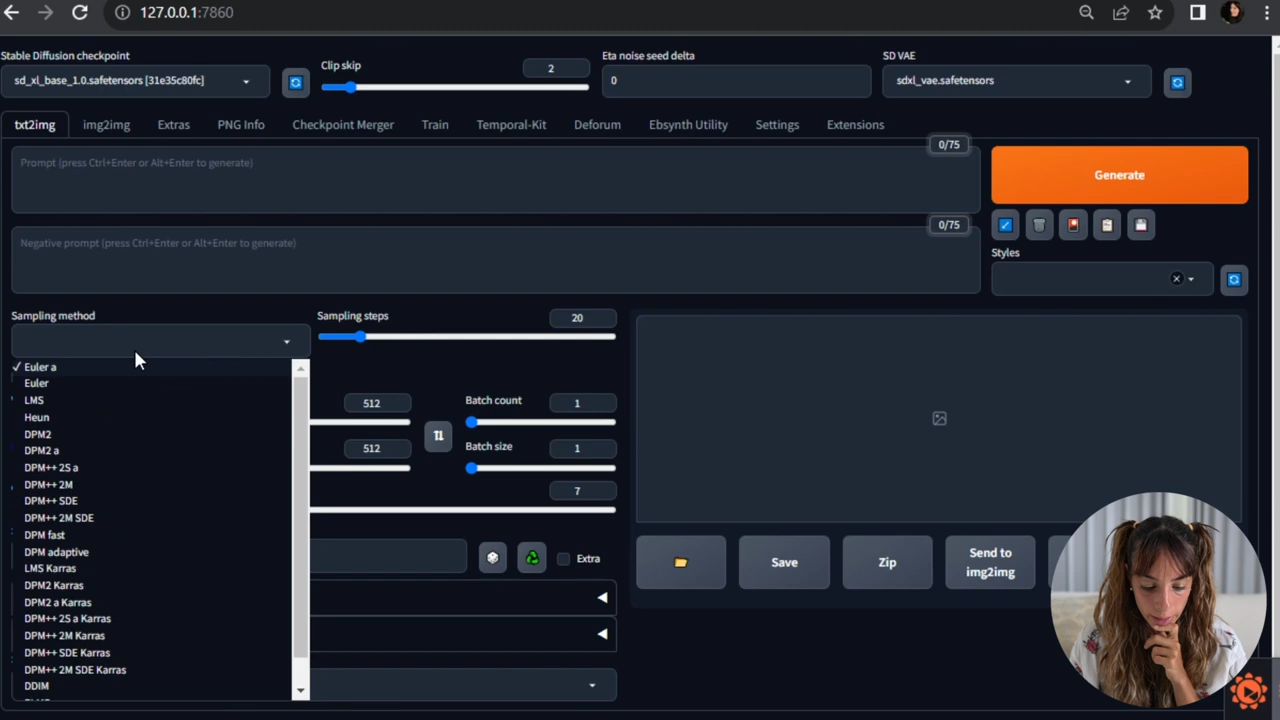 127.0.0.1:7860
Stable Diffusion checkpoint
sd_xl_base_1.0.safetensors [31e35c80fc]
Clip skip
2
Eta noise seed delta
0
SD VAE
sdxl_vae.safetensors
txt2img
img2img
Extras
PNG Info
Checkpoint Merger
Train
Temporal-Kit
Deforum
Ebsynth Utility
Settings
Extensions
0/75
Prompt (press Ctrl+Enter or Alt+Enter to generate)
Generate
0/75
Negative prompt (press Ctrl+Enter or Alt+Enter to generate)
Styles
Sampling method
Sampling steps
20
Euler a
Euler
LMS
Heun
DPM2
DPM2 a
DPM++ 2S a
DPM++ 2M
DPM++ SDE
DPM++ 2M SDE
DPM fast
DPM adaptive
LMS Karras
DPM2 Karras
DPM2 a Karras
DPM++ 2S a Karras
DPM++ 2M Karras
DPM++ SDE Karras
DPM++ 2M SDE Karras
DDIM
512
Batch count
1
512
Batch size
1
7
Extra
Save
Zip
Send to
img2img